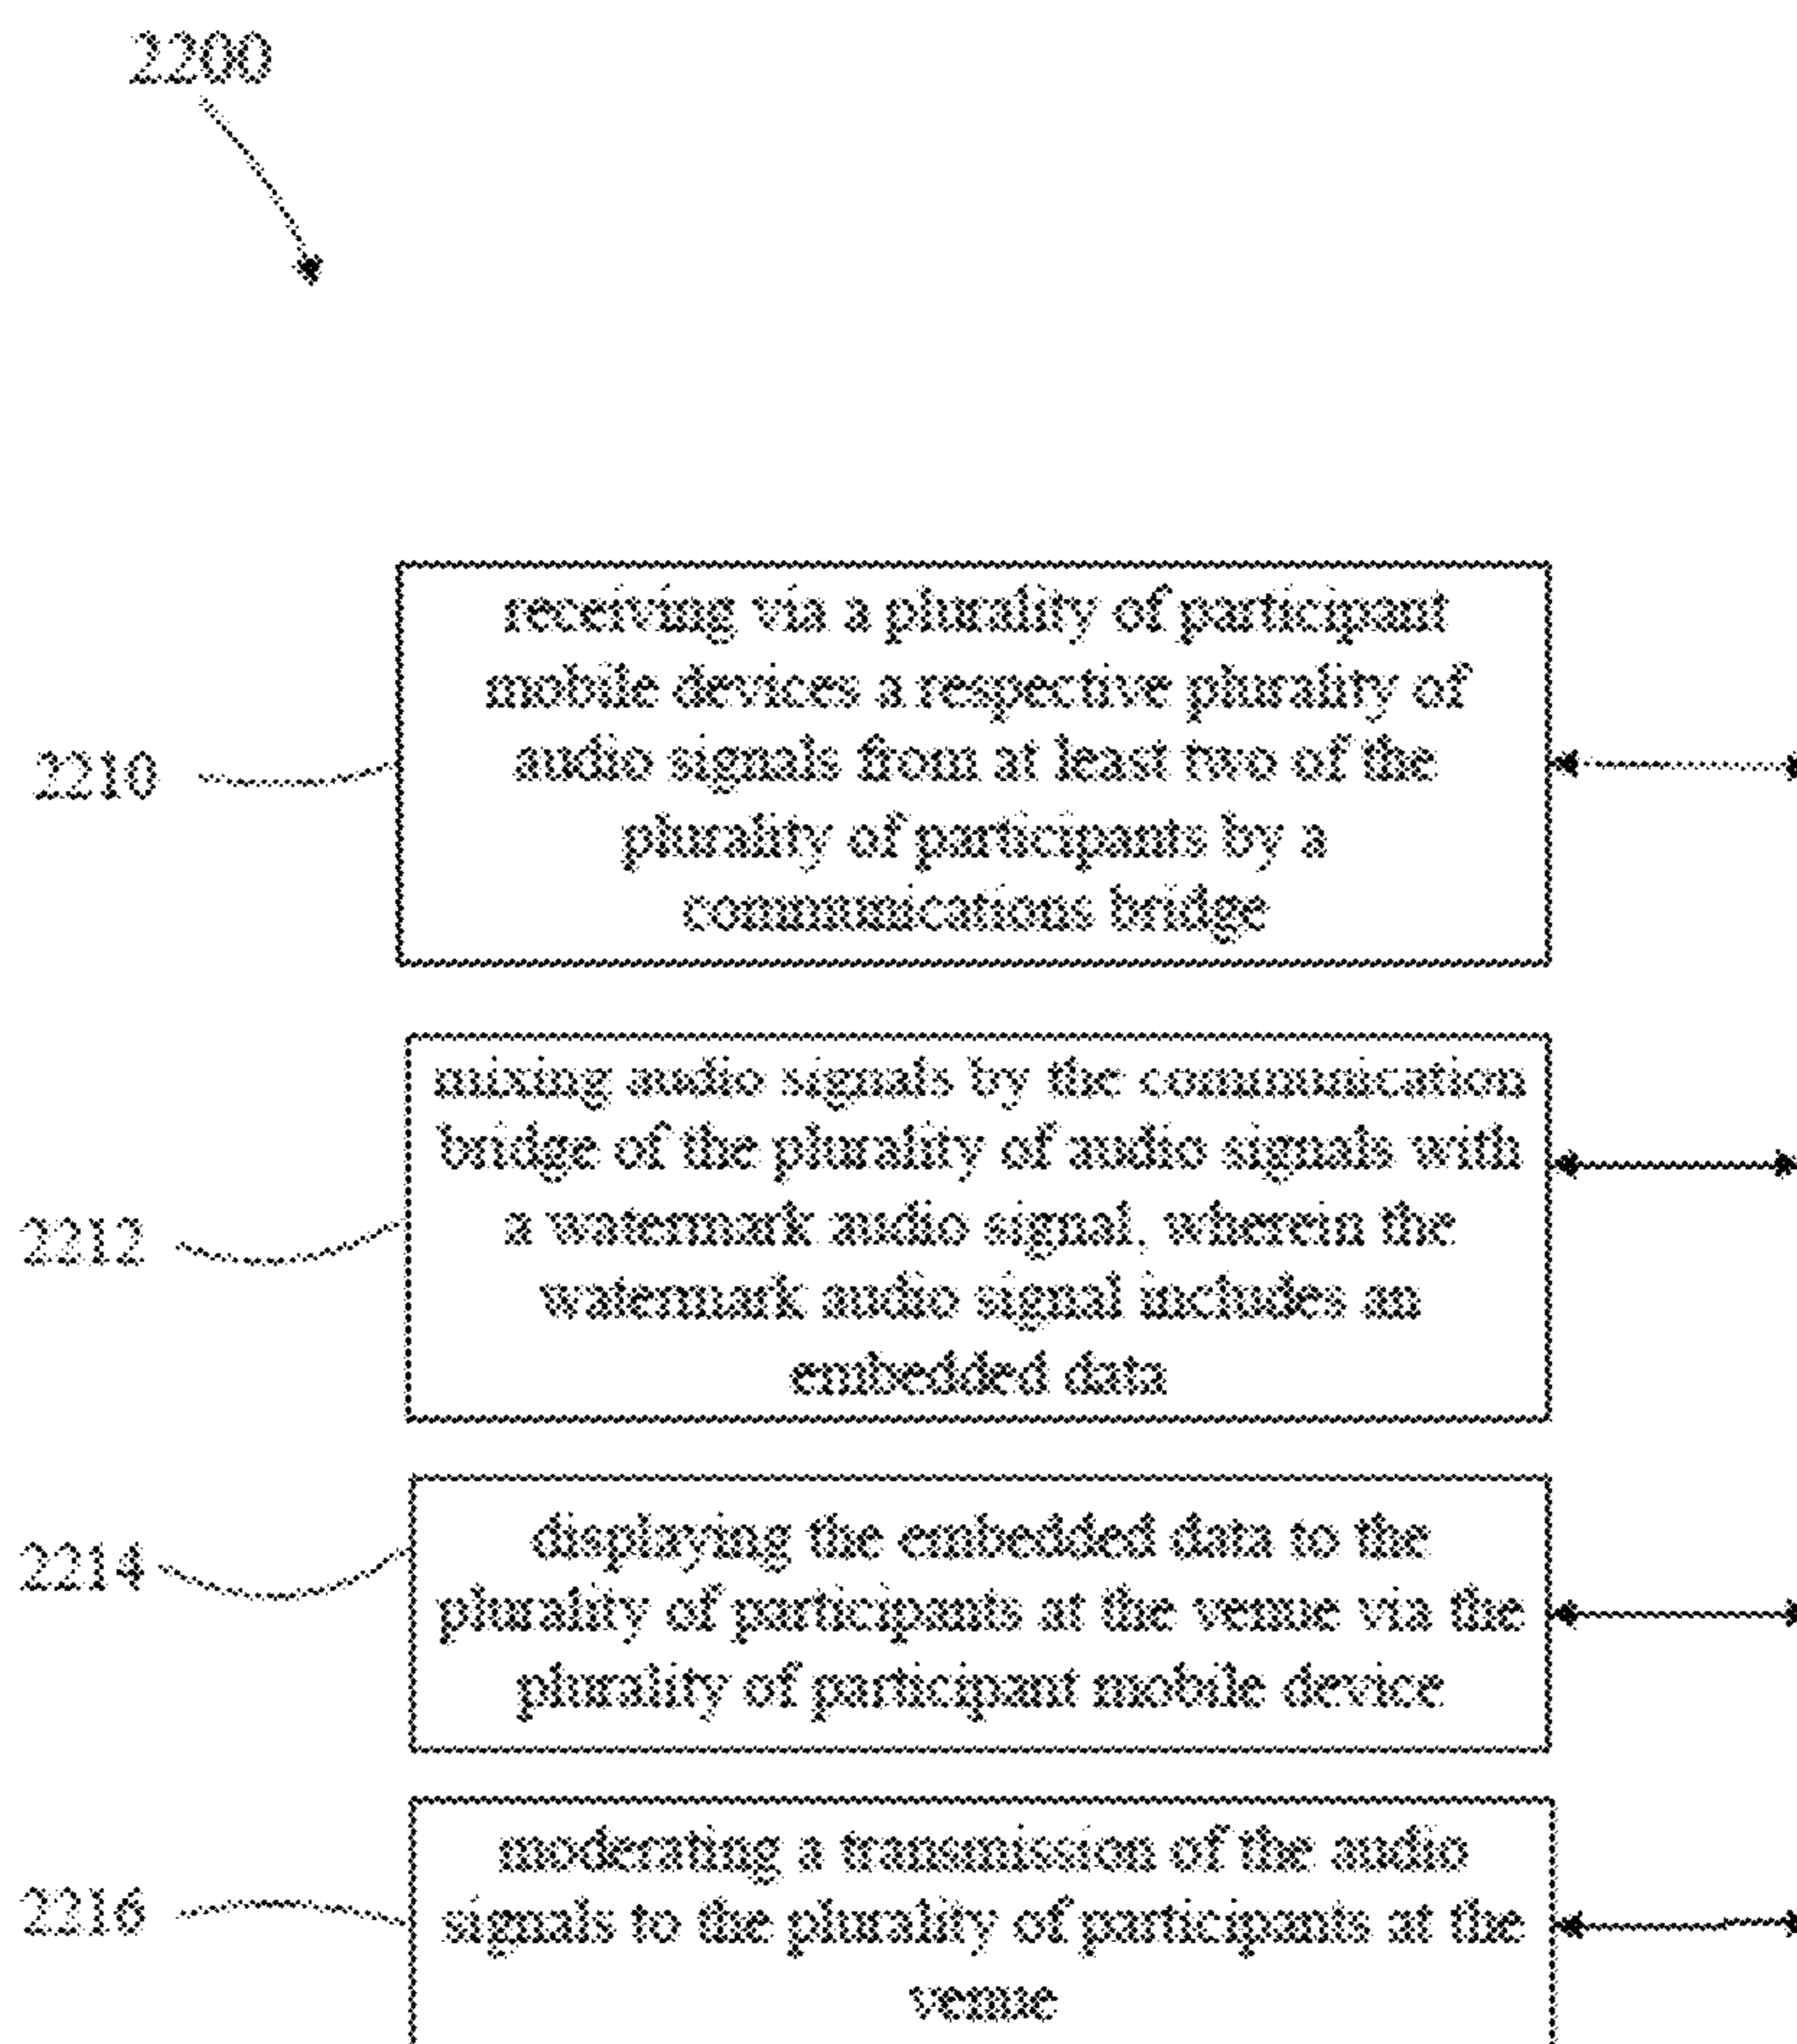 2200
receiving via a plurality of participant
mobile devices a respective plurality of
audio signals from at least two of the
plurality of participants by a
communications bridge
2210
mixing audio signals by the communication
bridge of the plurality of audio signals with
a watermark audio signal, wherein the
watermark audio signal includes an
embedded data
2212
displaying the embedded data to the
plurality of participants at the venue via the
plurality of participant mobile device
2214
moderating a transmission of the audio
signals to the plurality of participants at the
venue
2216